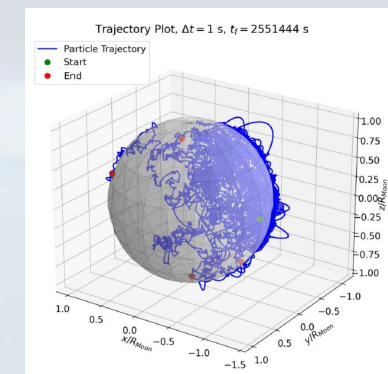 Trajectory Plot, Δt = 1 s, t_f = 2551444 s
Particle Trajectory
Start
End
1.00
0.75
0.50
0.25
0.00
-0.25
-0.50
-0.75
-1.00
z/R_Moon
1.0
0.5
0.0
-0.5
-1.0
-1.5
x/R_Moon
-1.0
-0.5
0.0
0.5
1.0
y/R_Moon